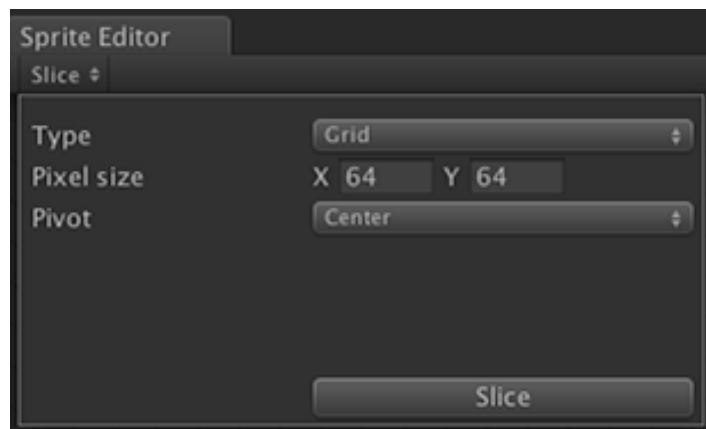 Sprite Editor
Slice
Type Grid
Pixel size X 64 Y 64
Pivot Center
Slice